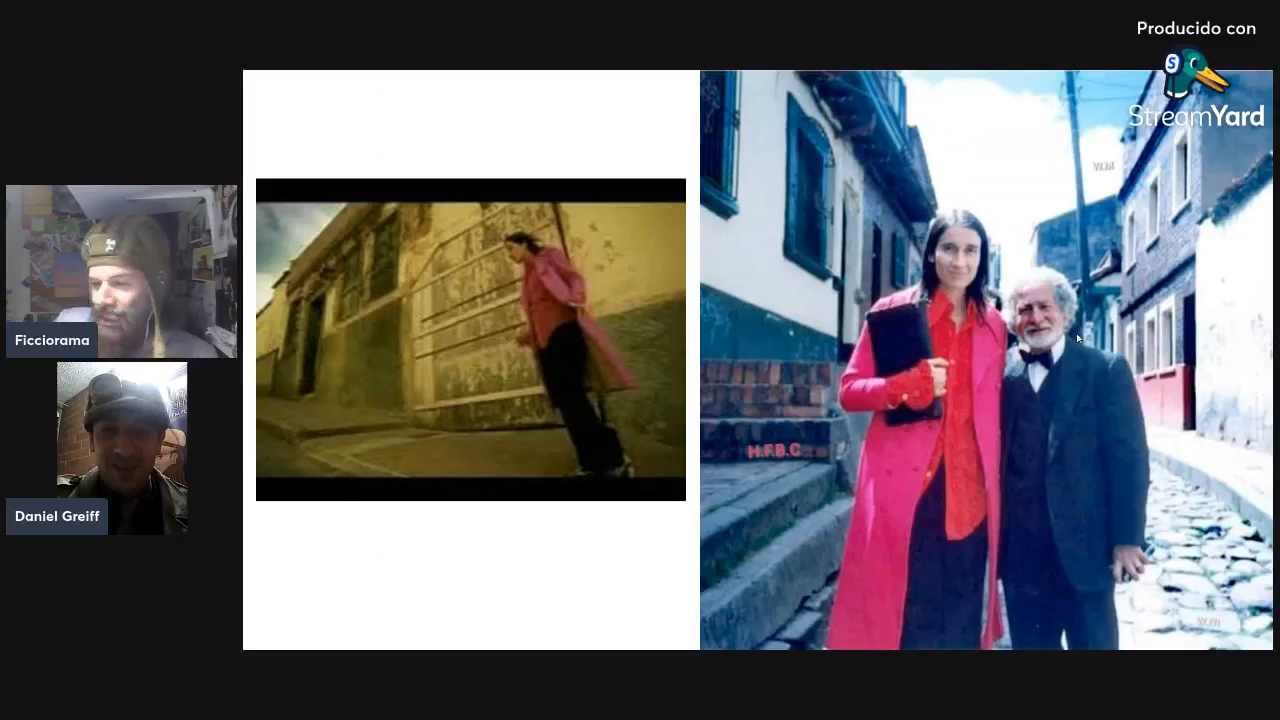 Producido con
StreamYard
Ficciorama
Daniel Greiff
W.M
H.F.B.C
W.M